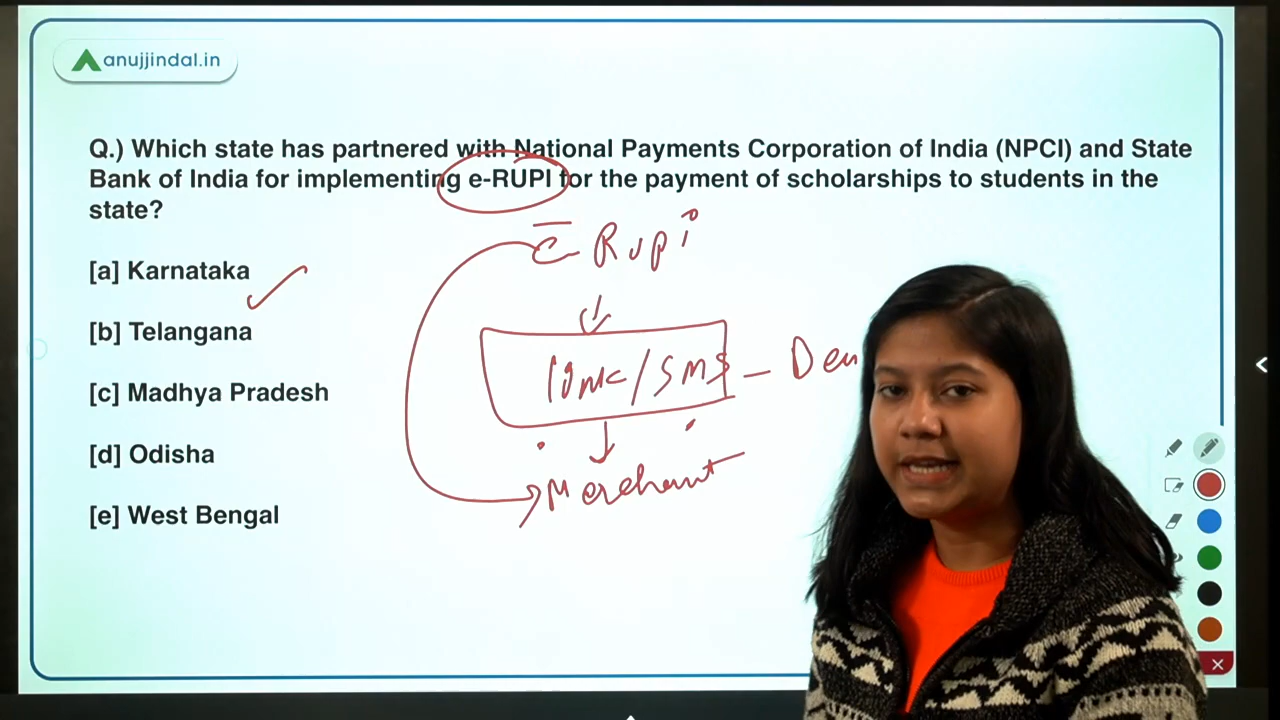 anujjindal.in
Q.) Which state has partnered with National Payments Corporation of India (NPCI) and State
Bank of India for implementing e-RUPI for the payment of scholarships to students in the
state?
e-Rupi
[a] Karnataka
[b] Telangana
/ SMS -
[c] Madhya Pradesh
[d] Odisha
Merchant
[e] West Bengal